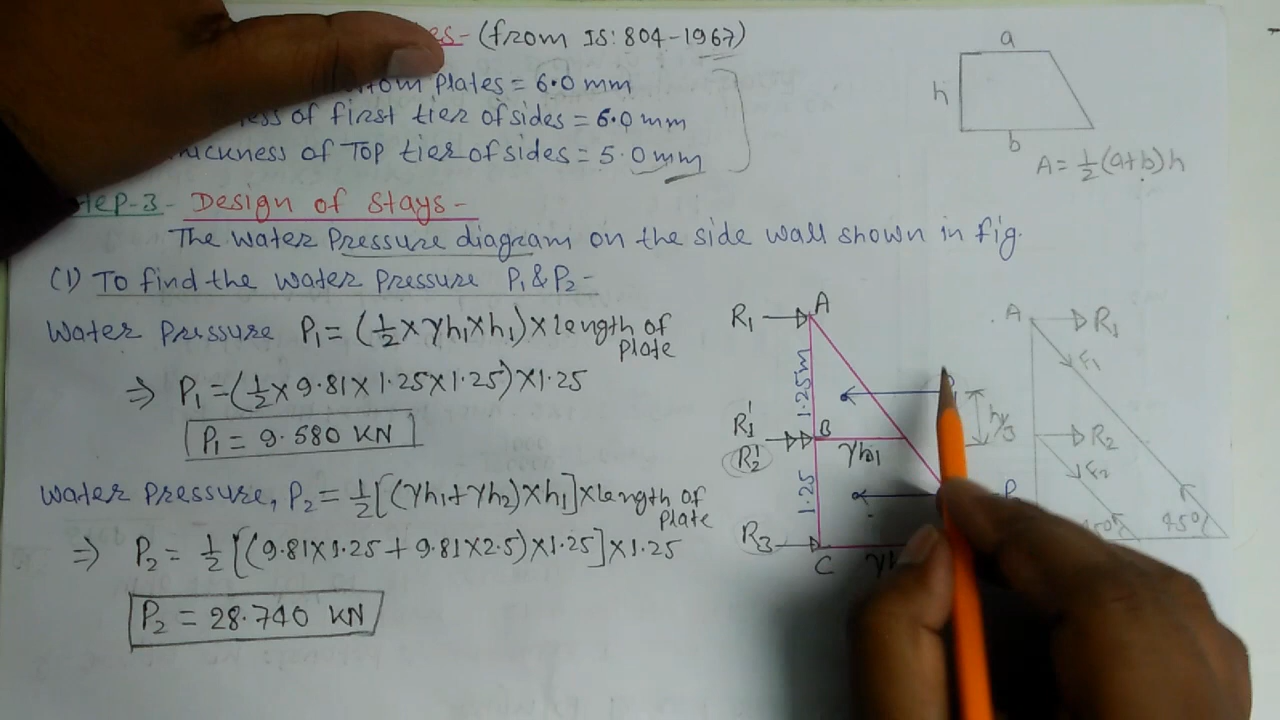 es- (from IS: 804-1967)
Plates = 6.0 mm
of first tier of sides = 6.0 mm
of Top tier of sides = 5.0 mm
a
h
b
A = ½(a+b)h
Step-3- Design of Stays-
The water Pressure diagram on the side wall shown in fig.
(1) To find the water Pressure P₁ & P₂ -
Water Pressure P₁ = (½ × γh₁ × h₁) × length of plate
⇒ P₁ = (½ × 9.81 × 1.25 × 1.25) × 1.25
P₁ = 9.580 KN
Water Pressure, P₂ = ½[(γh₁+γh₂) × h₁] × length of plate
⇒ P₂ = ½[(9.81×1.25 + 9.81×2.5) × 1.25] × 1.25
P₂ = 28.740 KN
R₁ A
1.25m
R₁' B
R₂'
γh₁
1.25
R₃
C
h/3
A R₁
F₁
R₂
F₂
45°